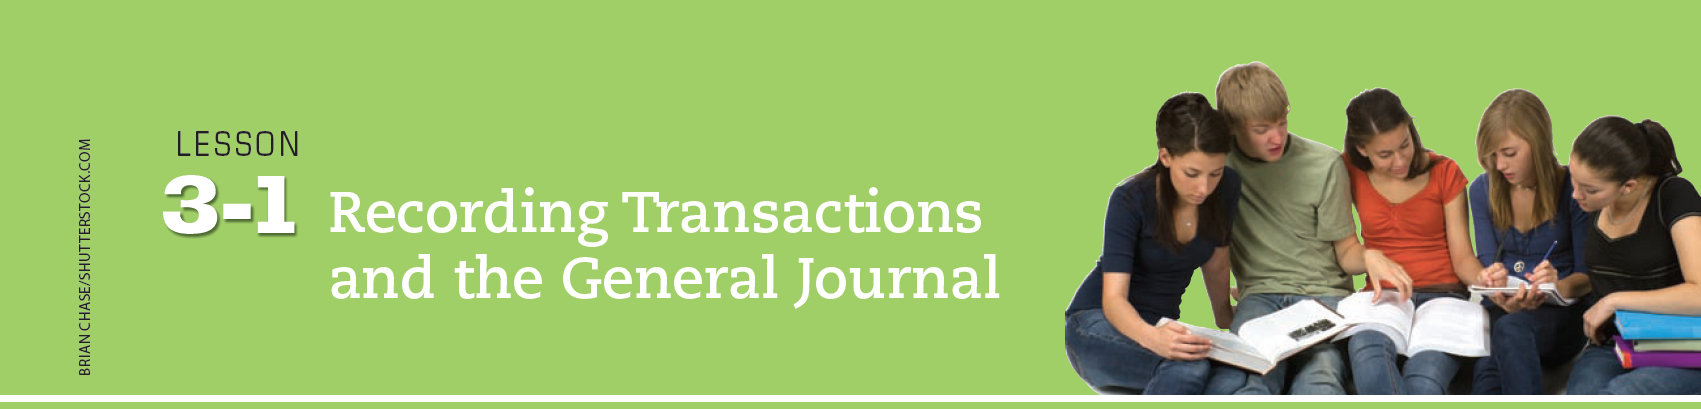 LESSON
3-1 Recording Transactions
and the General Journal
BRIAN CHASE/SHUTTERSTOCK.COM